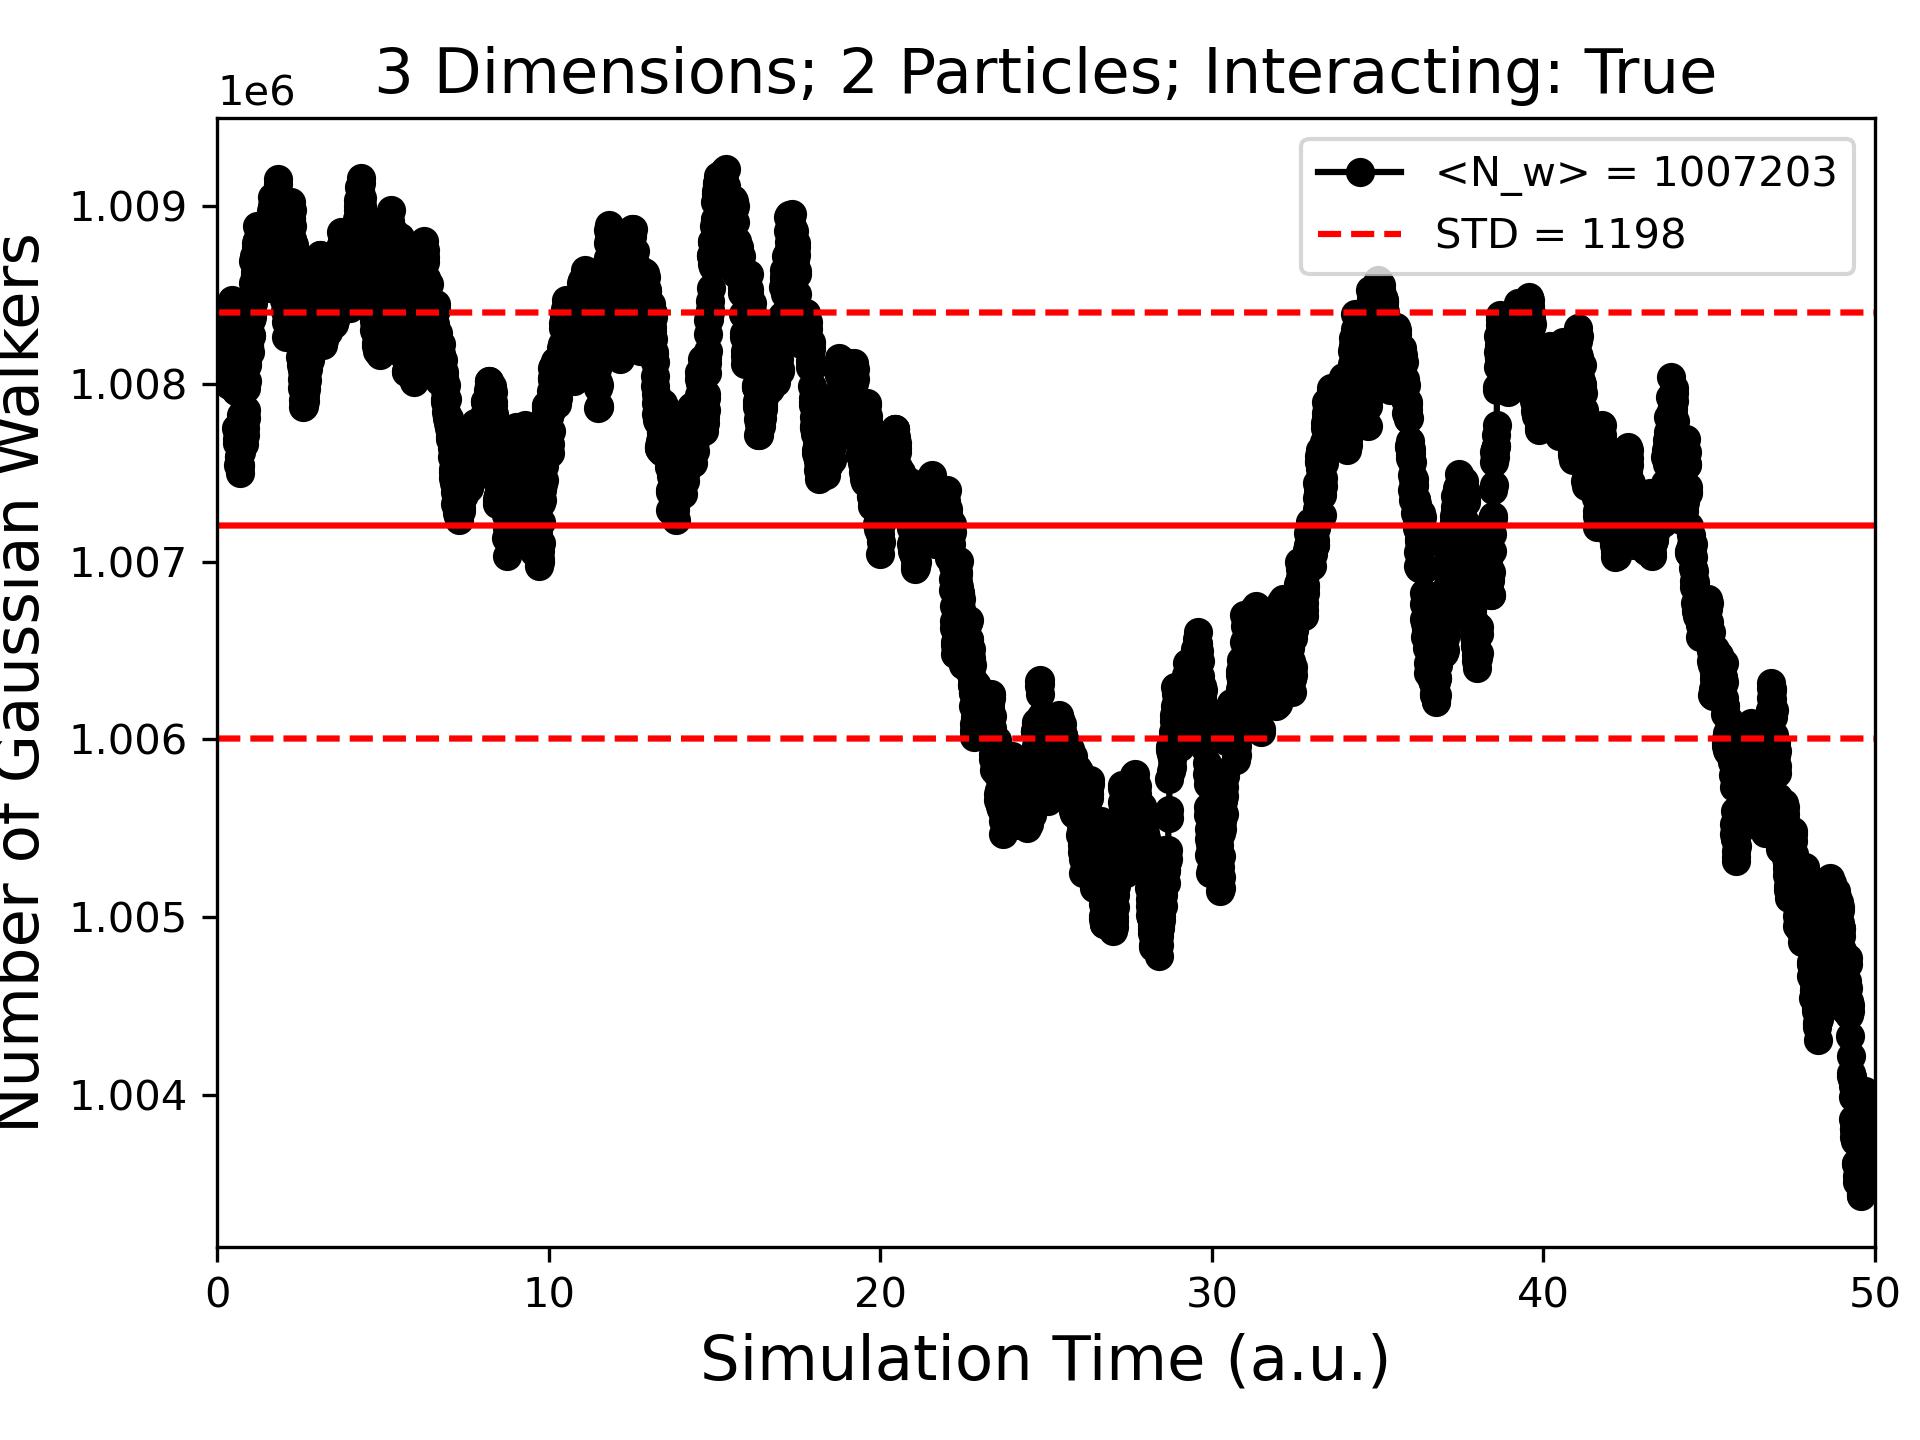 3 Dimensions; 2 Particles; Interacting: True
1e6
<N_w> = 1007203
STD = 1198
1.009
1.008
1.007
1.006
1.005
1.004
Number of Gaussian Walkers
0 10 20 30 40 50
Simulation Time (a.u.)